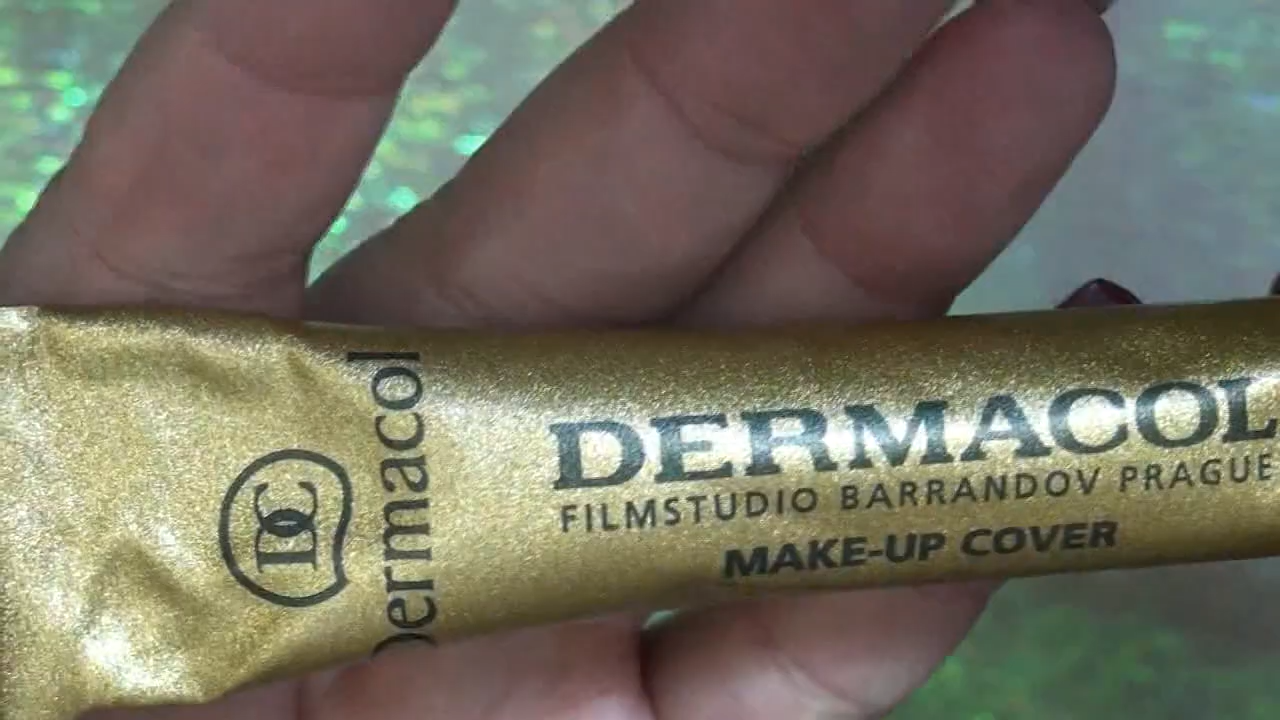 DC
Dermacol
DERMACOL
FILMSTUDIO BARRANDOV PRAGUE
MAKE-UP COVER